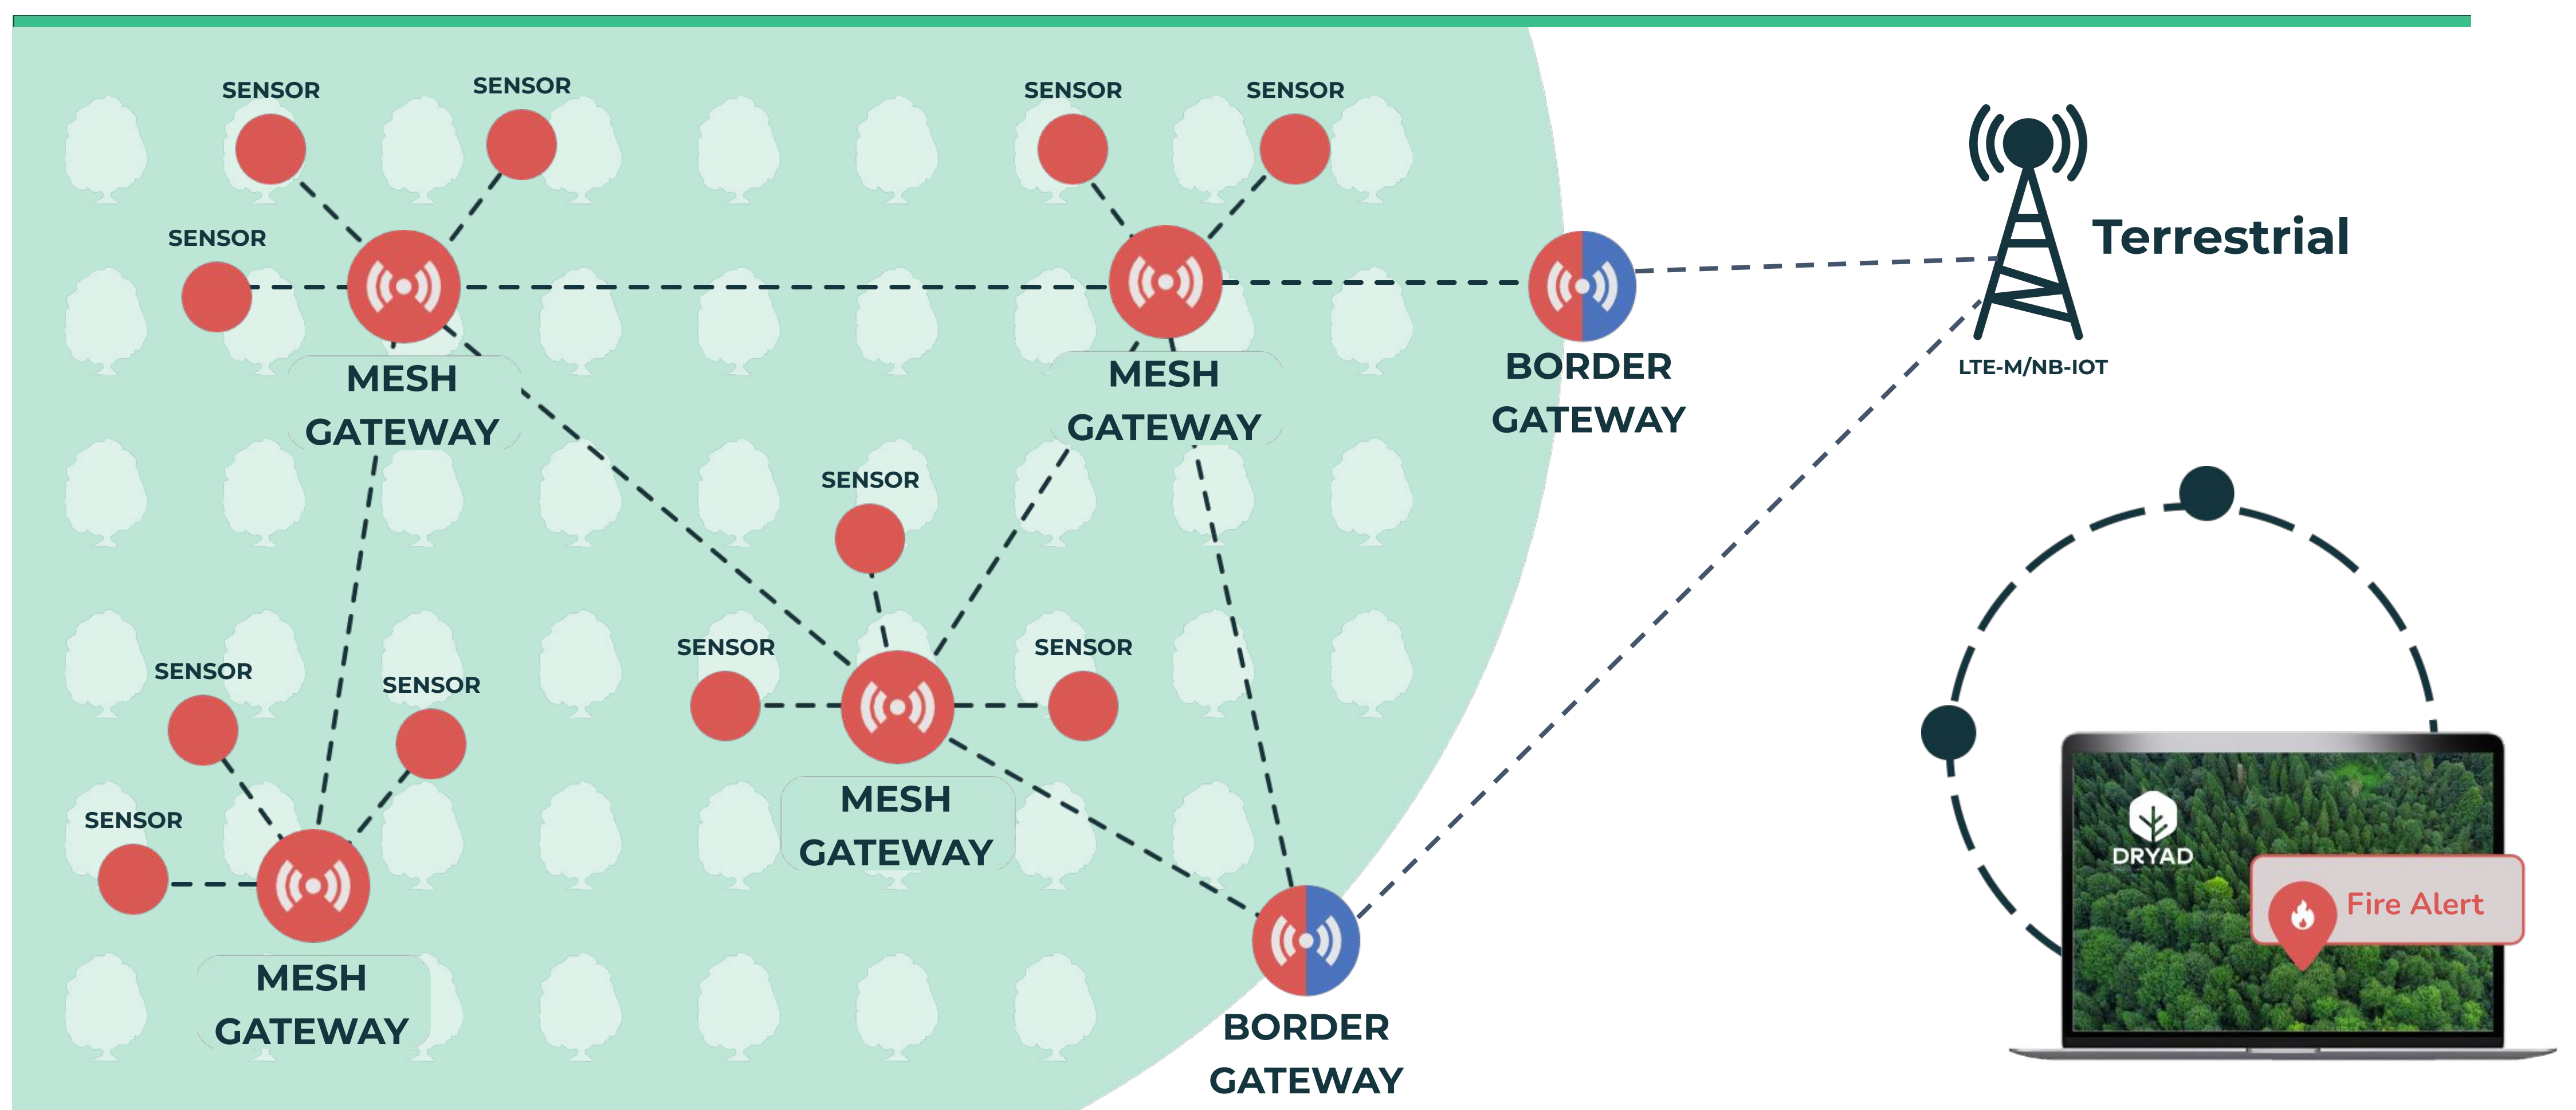 SENSOR
SENSOR
SENSOR
SENSOR
SENSOR
MESH
GATEWAY
MESH
GATEWAY
BORDER
GATEWAY
Terrestrial
LTE-M/NB-IOT
SENSOR
SENSOR
SENSOR
SENSOR
SENSOR
SENSOR
MESH
GATEWAY
MESH
GATEWAY
BORDER
GATEWAY
DRYAD
Fire Alert